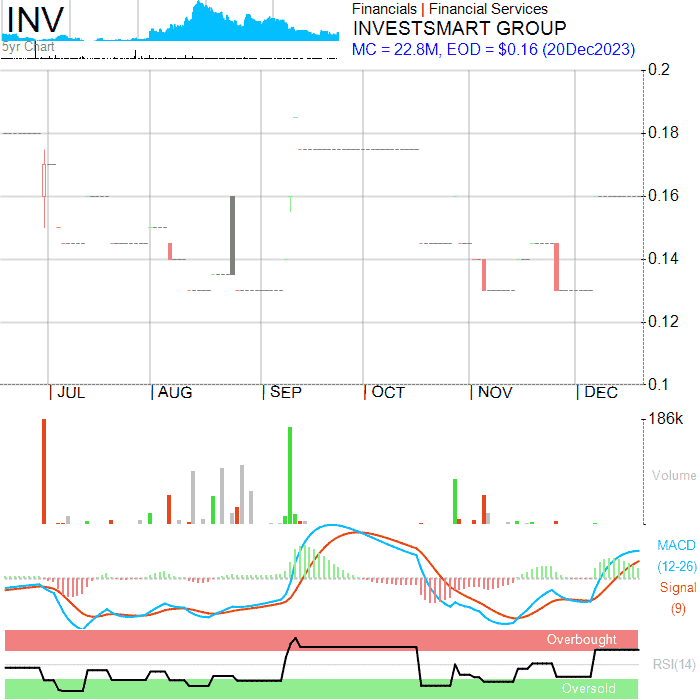 INV
5yr Chart
Financials | Financial Services
INVESTSMART GROUP
MC = 22.8M, EOD = $0.16 (20Dec2023)
0.2
0.18
0.16
0.14
0.12
0.1
JUL
AUG
SEP
OCT
NOV
DEC
186k
Volume
MACD
(12-26)
Signal
(9)
Overbought
RSI(14)
Oversold